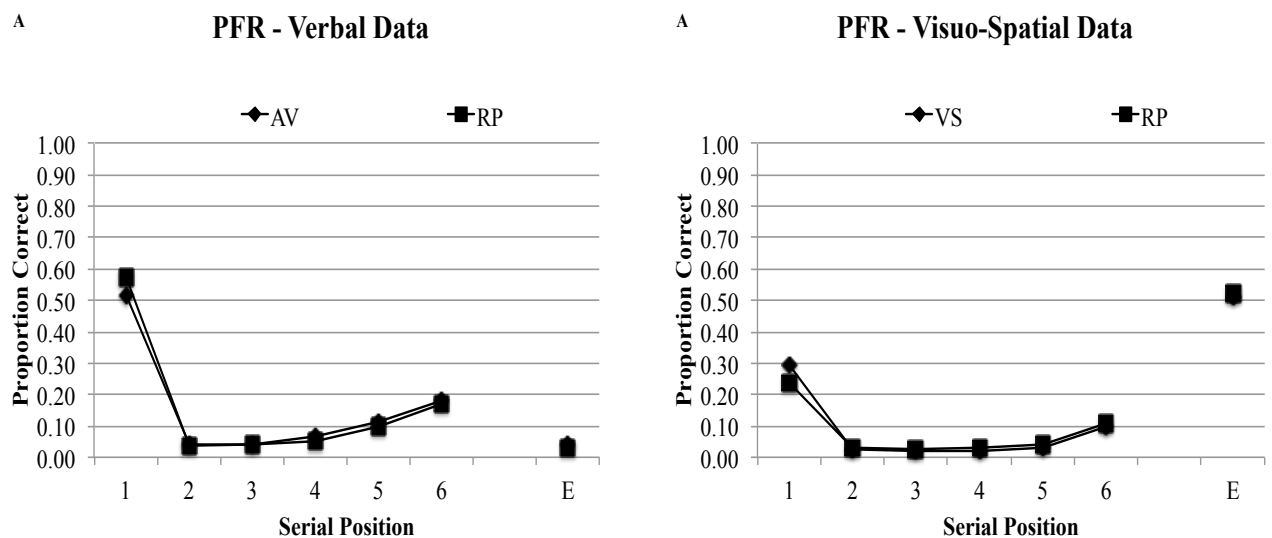 A
PFR - Verbal Data
AV RP
1.00
0.90
0.80
0.70
0.60
0.50
0.40
0.30
0.20
0.10
0.00
Proportion Correct
1 2 3 4 5 6 E
Serial Position
A
PFR - Visuo-Spatial Data
VS RP
1.00
0.90
0.80
0.70
0.60
0.50
0.40
0.30
0.20
0.10
0.00
Proportion Correct
1 2 3 4 5 6 E
Serial Position